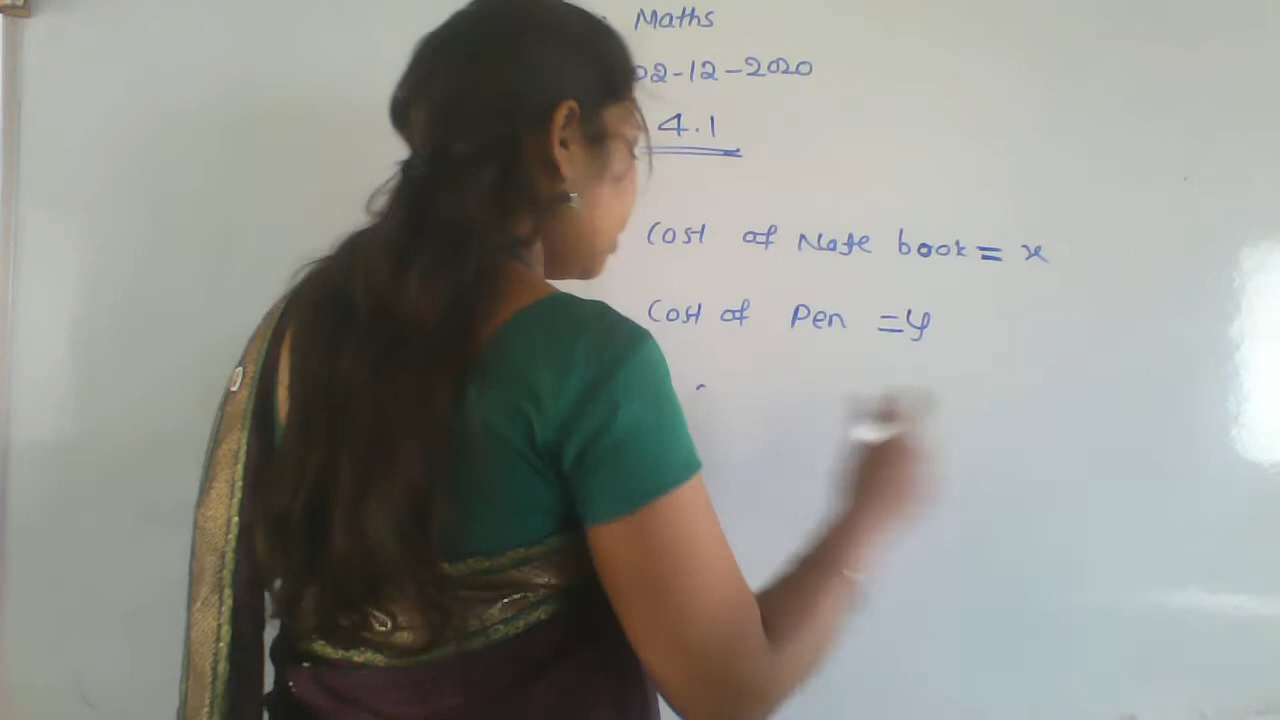 Maths
02-12-2020
4.1
Cost of Note book = x
Cost of Pen = y